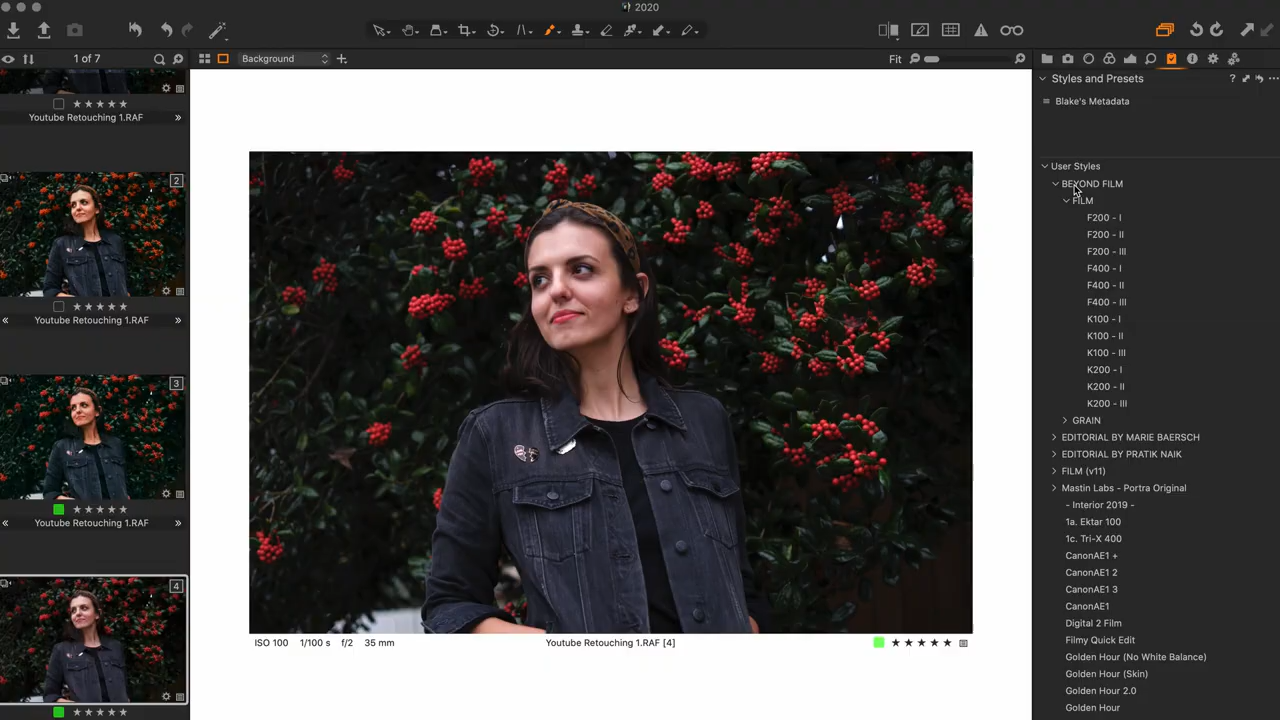 2020
1 of 7
Background
Fit
Styles and Presets
?
Blake's Metadata
Youtube Retouching 1.RAF
2
Youtube Retouching 1.RAF
3
Youtube Retouching 1.RAF
4
User Styles
BEYOND FILM
FILM
F200 - I
F200 - II
F200 - III
F400 - I
F400 - II
F400 - III
K100 - I
K100 - II
K100 - III
K200 - I
K200 - II
K200 - III
GRAIN
EDITORIAL BY MARIE BAERSCH
EDITORIAL BY PRATIK NAIK
FILM (v11)
Mastin Labs - Portra Original
- Interior 2019 -
1a. Ektar 100
1c. Tri-X 400
CanonAE1 +
CanonAE1 2
CanonAE1 3
CanonAE1
Digital 2 Film
Filmy Quick Edit
Golden Hour (No White Balance)
Golden Hour (Skin)
Golden Hour 2.0
Golden Hour
ISO 100 1/100 s f/2 35 mm
Youtube Retouching 1.RAF [4]